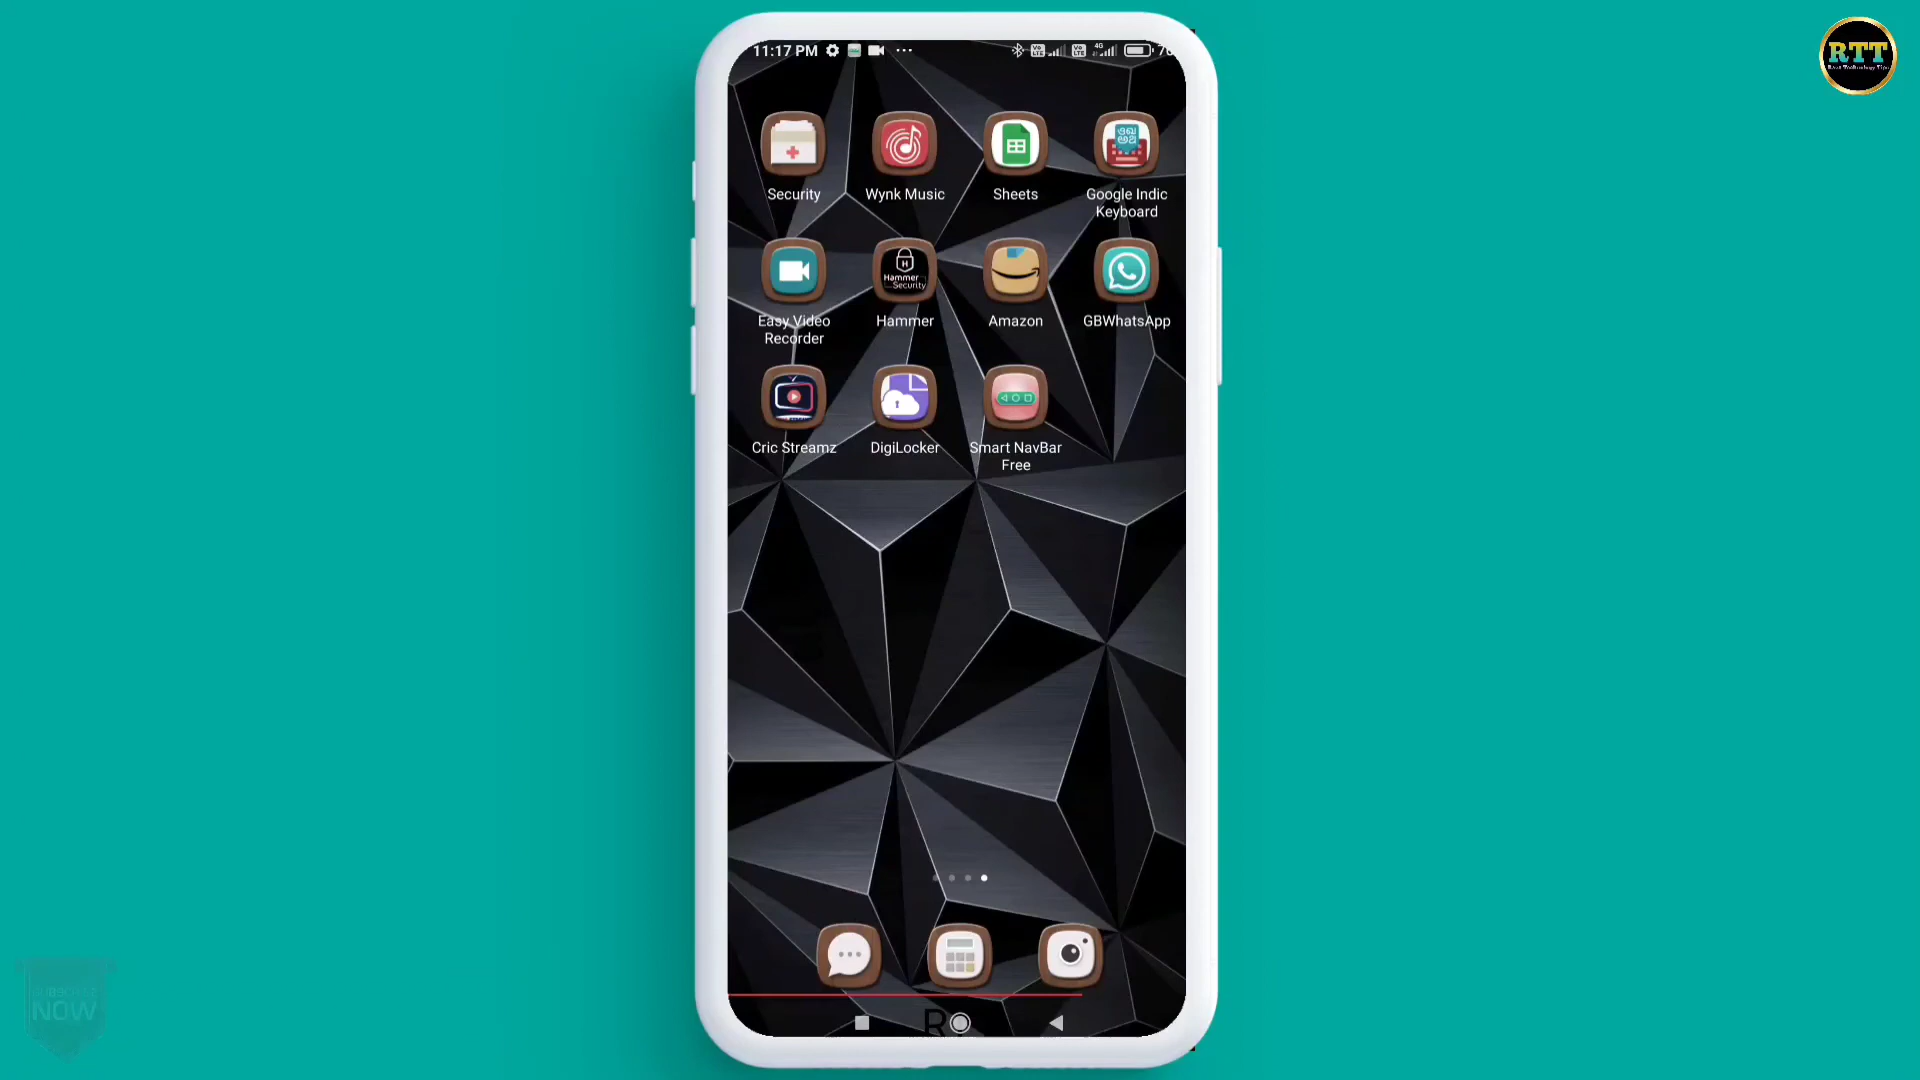 11:17 PM
RTT
Security
Wynk Music
Sheets
Google Indic
Keyboard
Hammer
Security
Easy Video
Recorder
Hammer
Amazon
GBWhatsApp
Cric Streamz
DigiLocker
Smart NavBar
Free
NOW
R